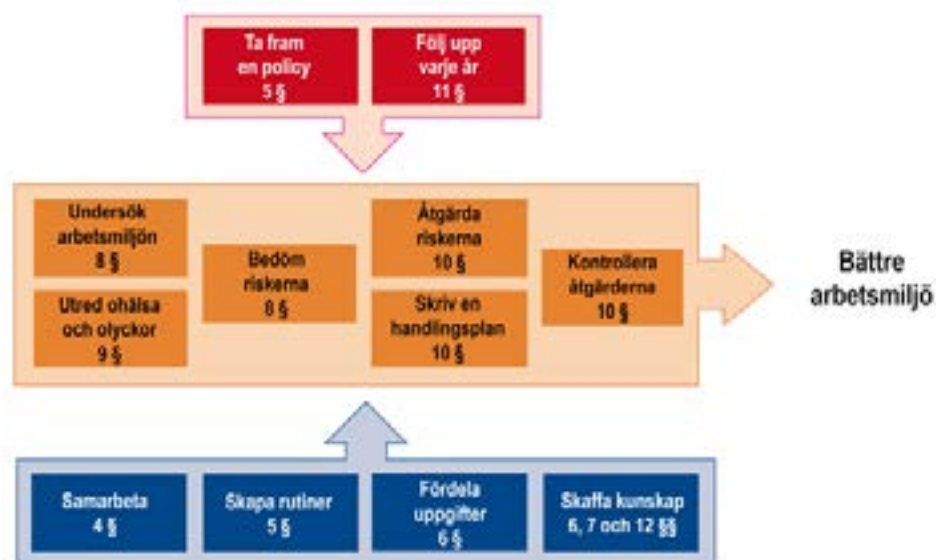 Ta fram
en policy
5 §
Följ upp
varje år
11 §
Undersök
arbetsmiljön
8 §
Utred ohälsa
och olyckor
9 §
Bedöm
riskerna
8 §
Åtgärda
riskerna
10 §
Skriv en
handlingsplan
10 §
Kontrollera
åtgärderna
10 §
Bättre
arbetsmiljö
Samarbeta
4 §
Skapa rutiner
5 §
Fördela
uppgifter
6 §
Skaffa kunskap
6, 7 och 12 §§